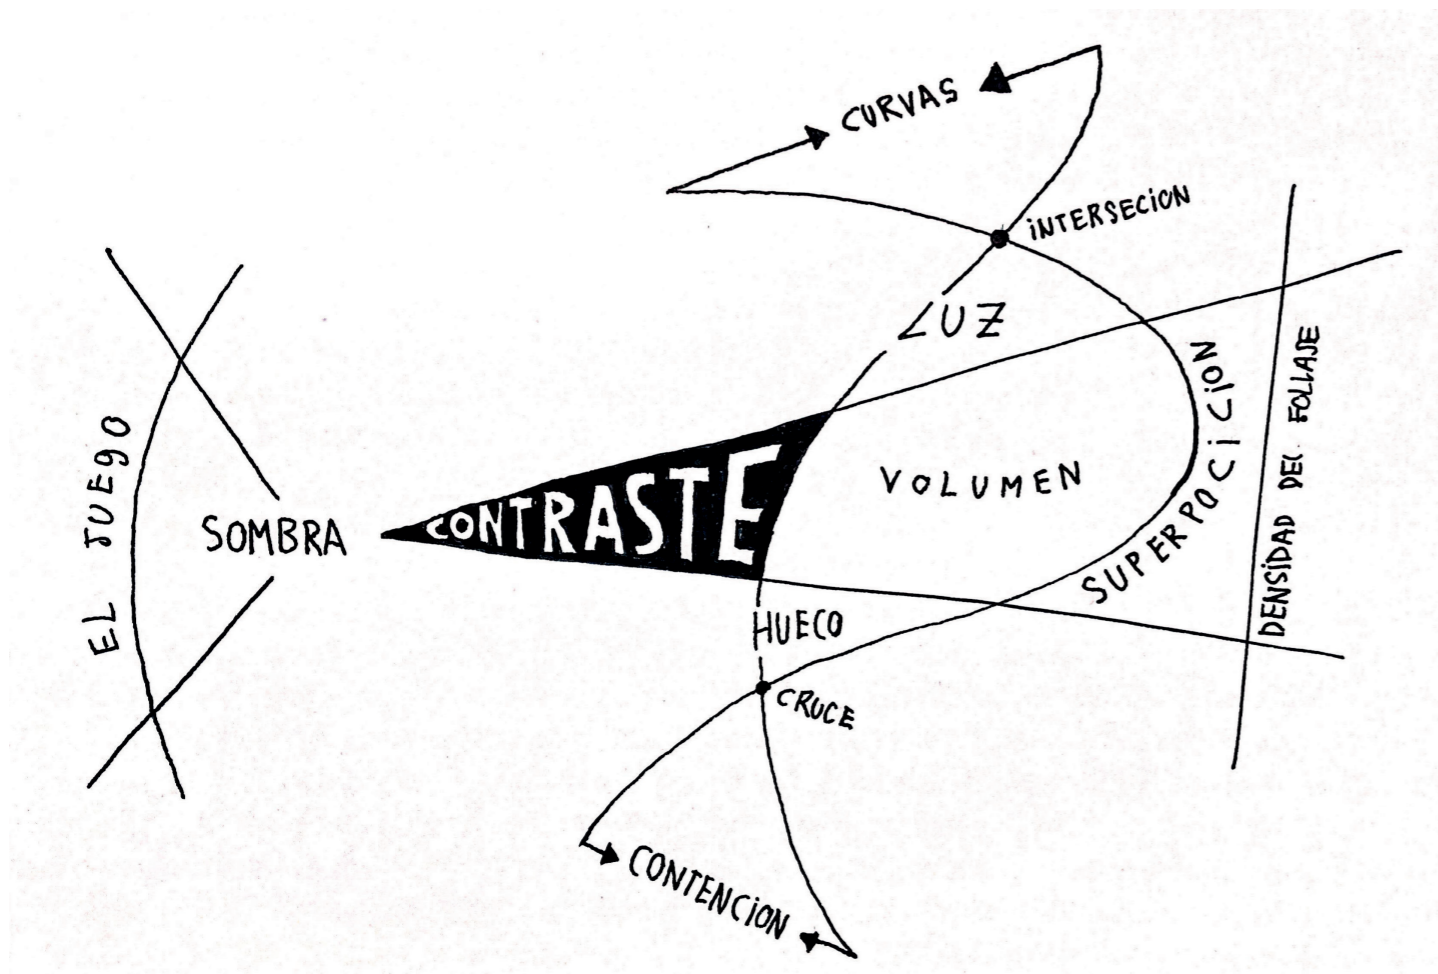 CURVAS
iNTERSECiON
LUZ
EL JUEGO
SOMBRA
CONTRASTE
VOLUMEN
SUPERPOCiCiON
DENSiDAD DEL FOLLAJE
HUECO
CRUCE
CONTENCiON